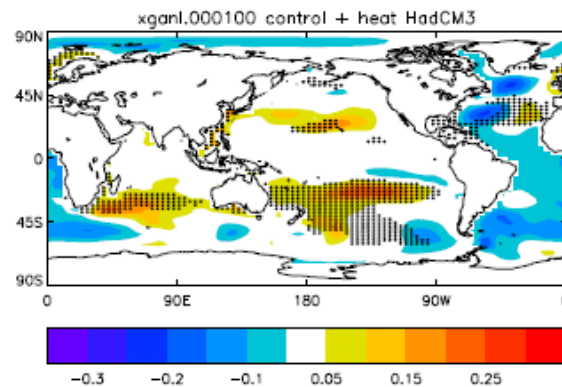 xganl.000100 control + heat HadCM3
90N
45N
0
45S
90S
0 90E 180 90W 0
-0.3 -0.2 -0.1 0.05 0.15 0.25